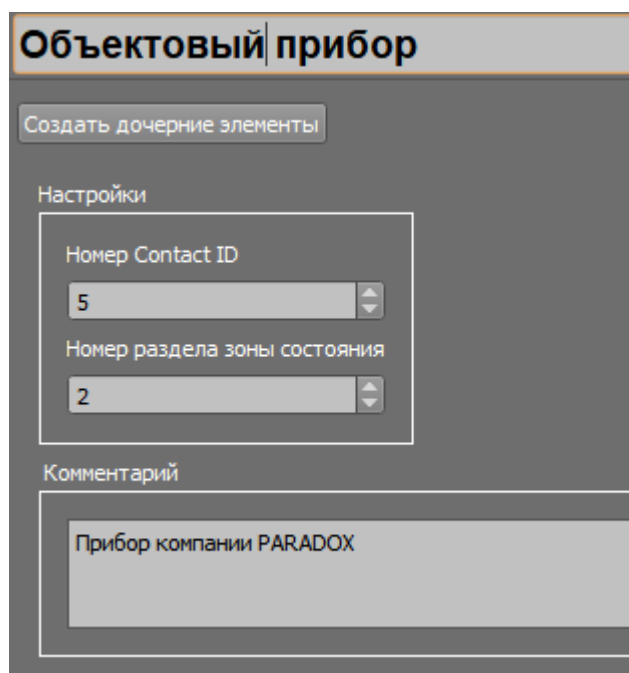 Объектовый прибор
Создать дочерние элементы
Настройки
Номер Contact ID
5
Номер раздела зоны состояния
2
Комментарий
Прибор компании PARADOX